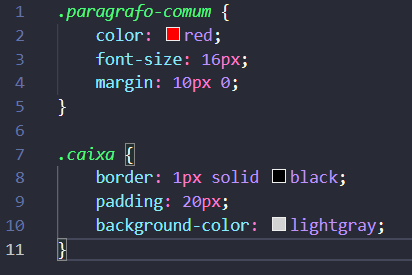 1 .paragrafo-comum {
2 color: red;
3 font-size: 16px;
4 margin: 10px 0;
5 }
6
7 .caixa {
8 border: 1px solid black;
9 padding: 20px;
10 background-color: lightgray;
11 }